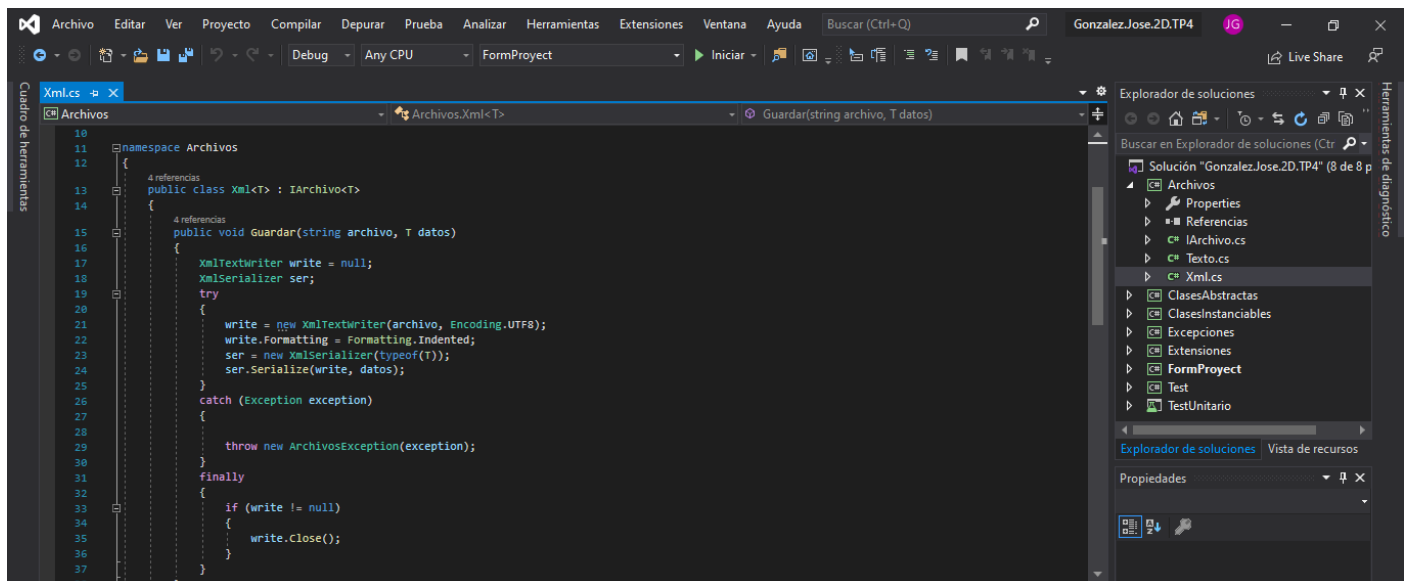 Archivo Editar Ver Proyecto Compilar Depurar Prueba Analizar Herramientas Extensiones Ventana Ayuda Buscar (Ctrl+Q) Gonzalez.Jose.2D.TP4 JG
Debug Any CPU FormProyect Iniciar Live Share
Cuadro de herramientas
Xml.cs
Archivos Archivos.Xml<T> Guardar(string archivo, T datos)
10
11 namespace Archivos
12 {
4 referencias
13 public class Xml<T> : IArchivo<T>
14 {
4 referencias
15 public void Guardar(string archivo, T datos)
16 {
17 XmlTextWriter write = null;
18 XmlSerializer ser;
19 try
20 {
21 write = new XmlTextWriter(archivo, Encoding.UTF8);
22 write.Formatting = Formatting.Indented;
23 ser = new XmlSerializer(typeof(T));
24 ser.Serialize(write, datos);
25 }
26 catch (Exception exception)
27 {
28
29 throw new ArchivosException(exception);
30 }
31 finally
32 {
33 if (write != null)
34 {
35 write.Close();
36 }
37 }
Explorador de soluciones
Buscar en Explorador de soluciones (Ctr
Solución "Gonzalez.Jose.2D.TP4" (8 de 8 p
C# Archivos
Properties
Referencias
C# IArchivo.cs
C# Texto.cs
C# Xml.cs
C# ClasesAbstractas
C# ClasesInstanciables
C# Excepciones
C# Extensiones
C# FormProyect
C# Test
TestUnitario
Explorador de soluciones Vista de recursos
Propiedades
Herramientas de diagnóstico